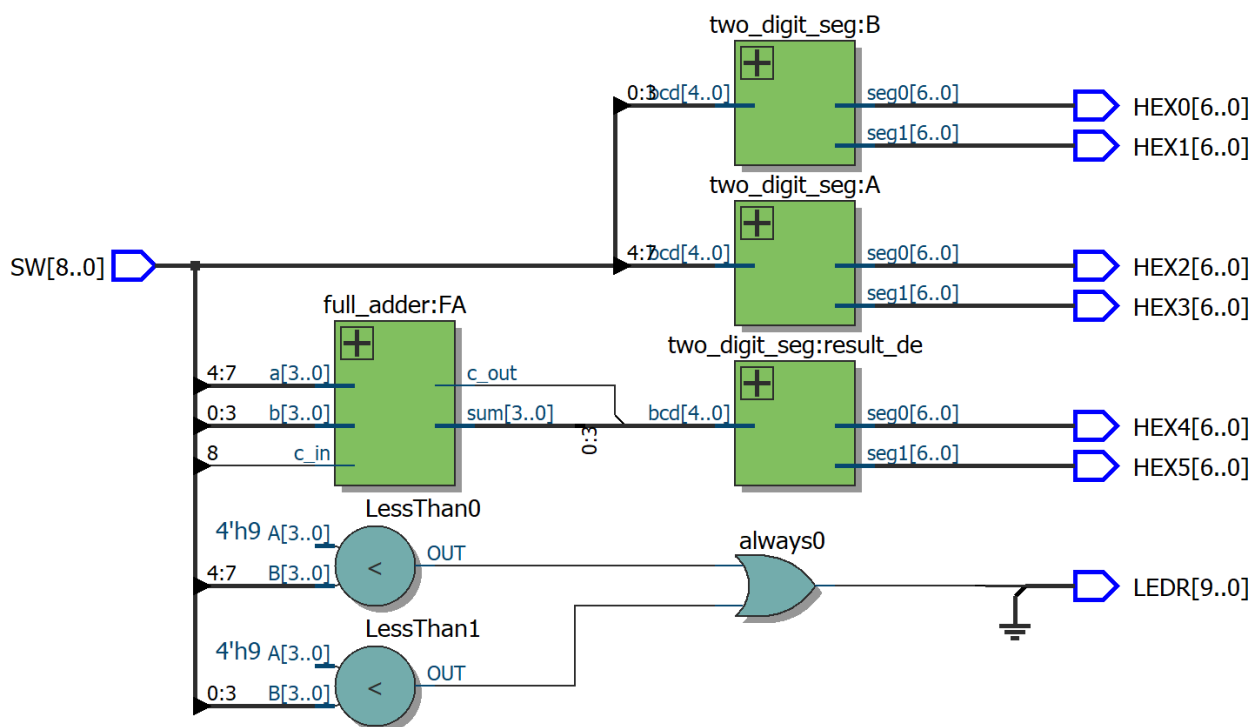 two_digit_seg:B
0:3 bcd[4..0]
seg0[6..0]
HEX0[6..0]
seg1[6..0]
HEX1[6..0]
two_digit_seg:A
SW[8..0]
4:7 bcd[4..0]
seg0[6..0]
HEX2[6..0]
seg1[6..0]
HEX3[6..0]
full_adder:FA
two_digit_seg:result_de
4:7 a[3..0]
c_out
0:3 b[3..0]
sum[3..0]
0:3
bcd[4..0]
seg0[6..0]
HEX4[6..0]
8 c_in
seg1[6..0]
HEX5[6..0]
LessThan0
4'h9 A[3..0]
OUT
<
4:7 B[3..0]
always0
LEDR[9..0]
LessThan1
4'h9 A[3..0]
OUT
<
0:3 B[3..0]